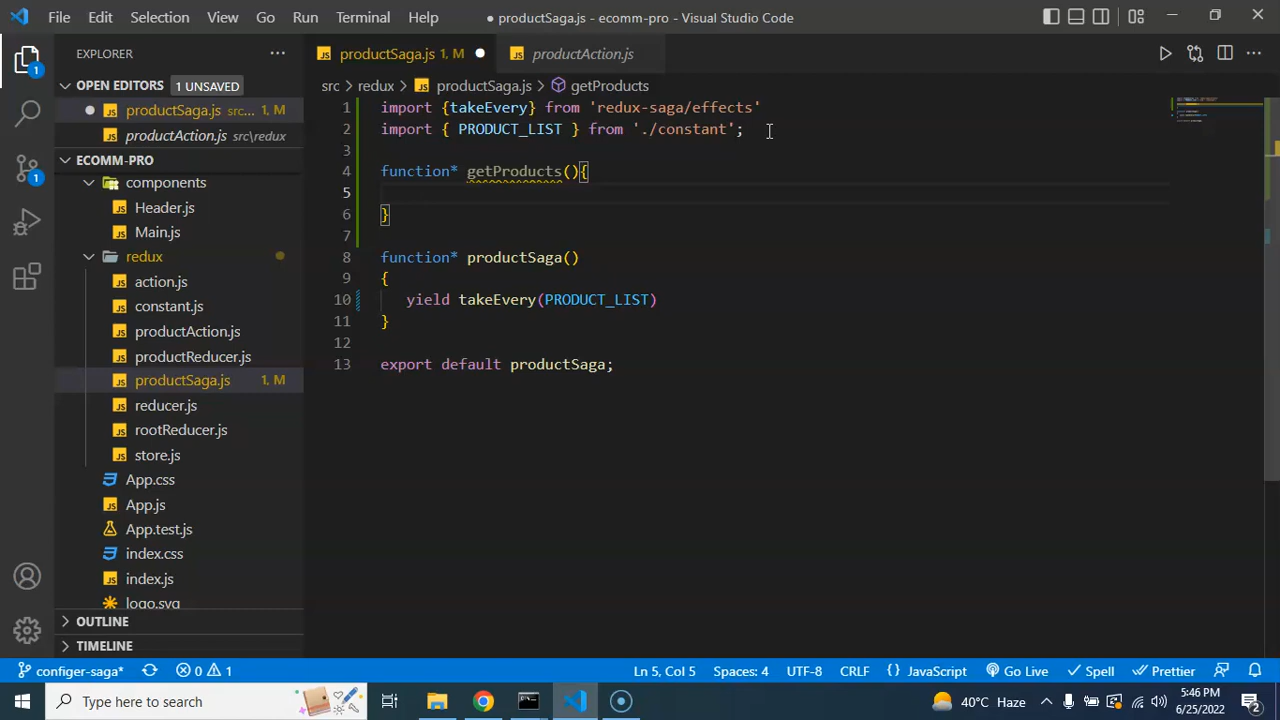 File Edit Selection View Go Run Terminal Help
● productSaga.js - ecomm-pro - Visual Studio Code
EXPLORER
productSaga.js 1, M ●
productAction.js
OPEN EDITORS 1 UNSAVED
src > redux > productSaga.js > getProducts
● productSaga.js src... 1, M
productAction.js src\redux
ECOMM-PRO
components
Header.js
Main.js
redux
action.js
constant.js
productAction.js
productReducer.js
productSaga.js 1, M
reducer.js
rootReducer.js
store.js
App.css
App.js
App.test.js
index.css
index.js
logo.svg
OUTLINE
TIMELINE
1 import {takeEvery} from 'redux-saga/effects'
2 import { PRODUCT_LIST } from './constant';
3
4 function* getProducts(){
5
6 }
7
8 function* productSaga()
9 {
10 yield takeEvery(PRODUCT_LIST)
11 }
12
13 export default productSaga;
1
1
configer-saga* 0 1 Ln 5, Col 5 Spaces: 4 UTF-8 CRLF { } JavaScript Go Live Spell Prettier
Type here to search
40°C Haze
5:46 PM
6/25/2022
2